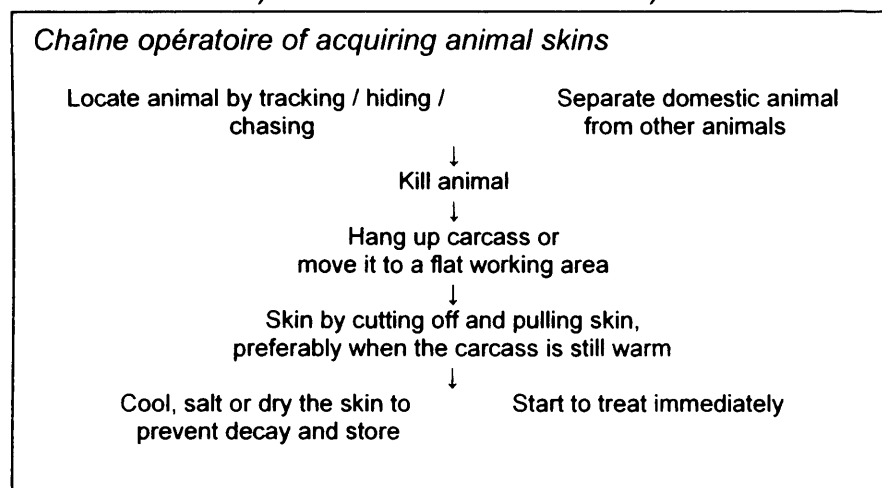 Chaîne opératoire of acquiring animal skins
Locate animal by tracking / hiding /
chasing
Separate domestic animal
from other animals
↓
Kill animal
↓
Hang up carcass or
move it to a flat working area
↓
Skin by cutting off and pulling skin,
preferably when the carcass is still warm
↓
Cool, salt or dry the skin to
prevent decay and store
Start to treat immediately